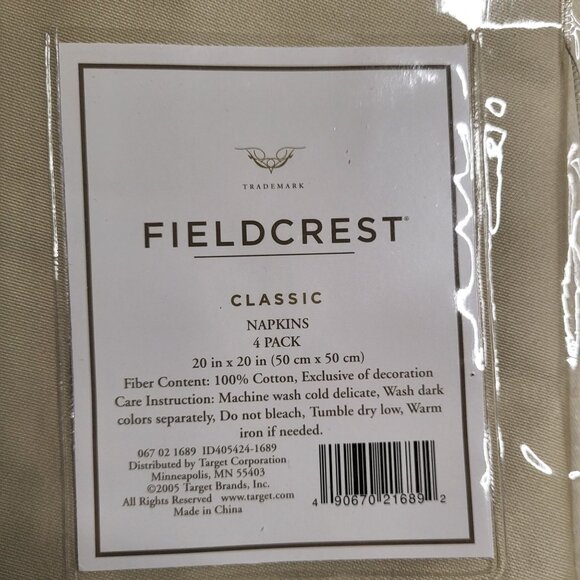 TRADEMARK
FIELDCREST®
CLASSIC
NAPKINS
4 PACK
20 in x 20 in (50 cm x 50 cm)
Fiber Content: 100% Cotton, Exclusive of decoration
Care Instruction: Machine wash cold delicate, Wash dark
colors separately, Do not bleach, Tumble dry low, Warm
iron if needed.
067 02 1689 ID405424-1689
Distributed by Target Corporation
Minneapolis, MN 55403
©2005 Target Brands, Inc.
All Rights Reserved www.target.com
Made in China
4 90670 21689 2